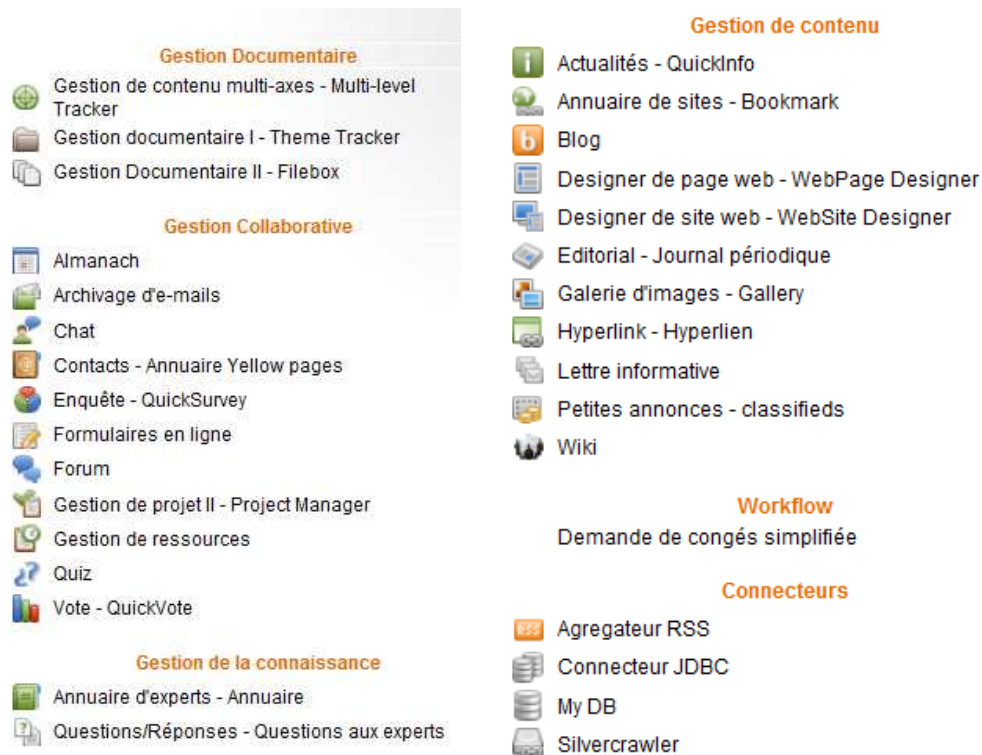 Gestion Documentaire
Gestion de contenu multi-axes - Multi-level
Tracker
Gestion documentaire I - Theme Tracker
Gestion Documentaire II - Filebox
Gestion Collaborative
Almanach
Archivage d'e-mails
Chat
Contacts - Annuaire Yellow pages
Enquête - QuickSurvey
Formulaires en ligne
Forum
Gestion de projet II - Project Manager
Gestion de ressources
Quiz
Vote - QuickVote
Gestion de la connaissance
Annuaire d'experts - Annuaire
Questions/Réponses - Questions aux experts
Gestion de contenu
Actualités - QuickInfo
Annuaire de sites - Bookmark
Blog
Designer de page web - WebPage Designer
Designer de site web - WebSite Designer
Editorial - Journal périodique
Galerie d'images - Gallery
Hyperlink - Hyperlien
Lettre informative
Petites annonces - classifieds
Wiki
Workflow
Demande de congés simplifiée
Connecteurs
RSS Agregateur RSS
Connecteur JDBC
My DB
Silvercrawler